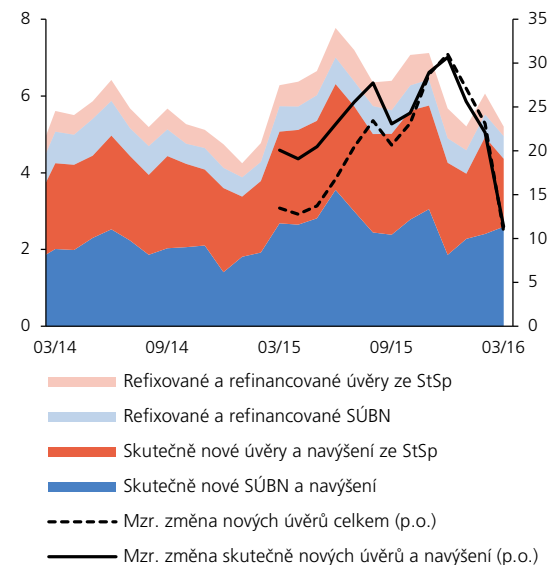 8 35
30
6
25
20
4
15
10
2
5
0 0
03/14 09/14 03/15 09/15 03/16
Refixované a refinancované úvěry ze StSp
Refixované a refinancované SÚBN
Skutečně nové úvěry a navýšení ze StSp
Skutečně nové SÚBN a navýšení
Mzr. změna nových úvěrů celkem (p.o.)
Mzr. změna skutečně nových úvěrů a navýšení (p.o.)